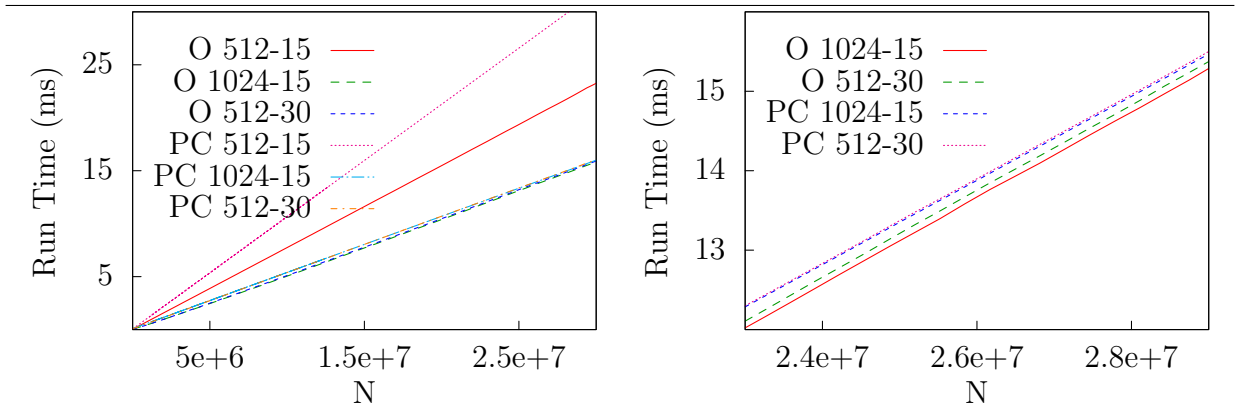 Run Time (ms)
25
15
5
O 512-15
O 1024-15
O 512-30
PC 512-15
PC 1024-15
PC 512-30
5e+6
1.5e+7
2.5e+7
N
Run Time (ms)
15
14
13
O 1024-15
O 512-30
PC 1024-15
PC 512-30
2.4e+7
2.6e+7
2.8e+7
N